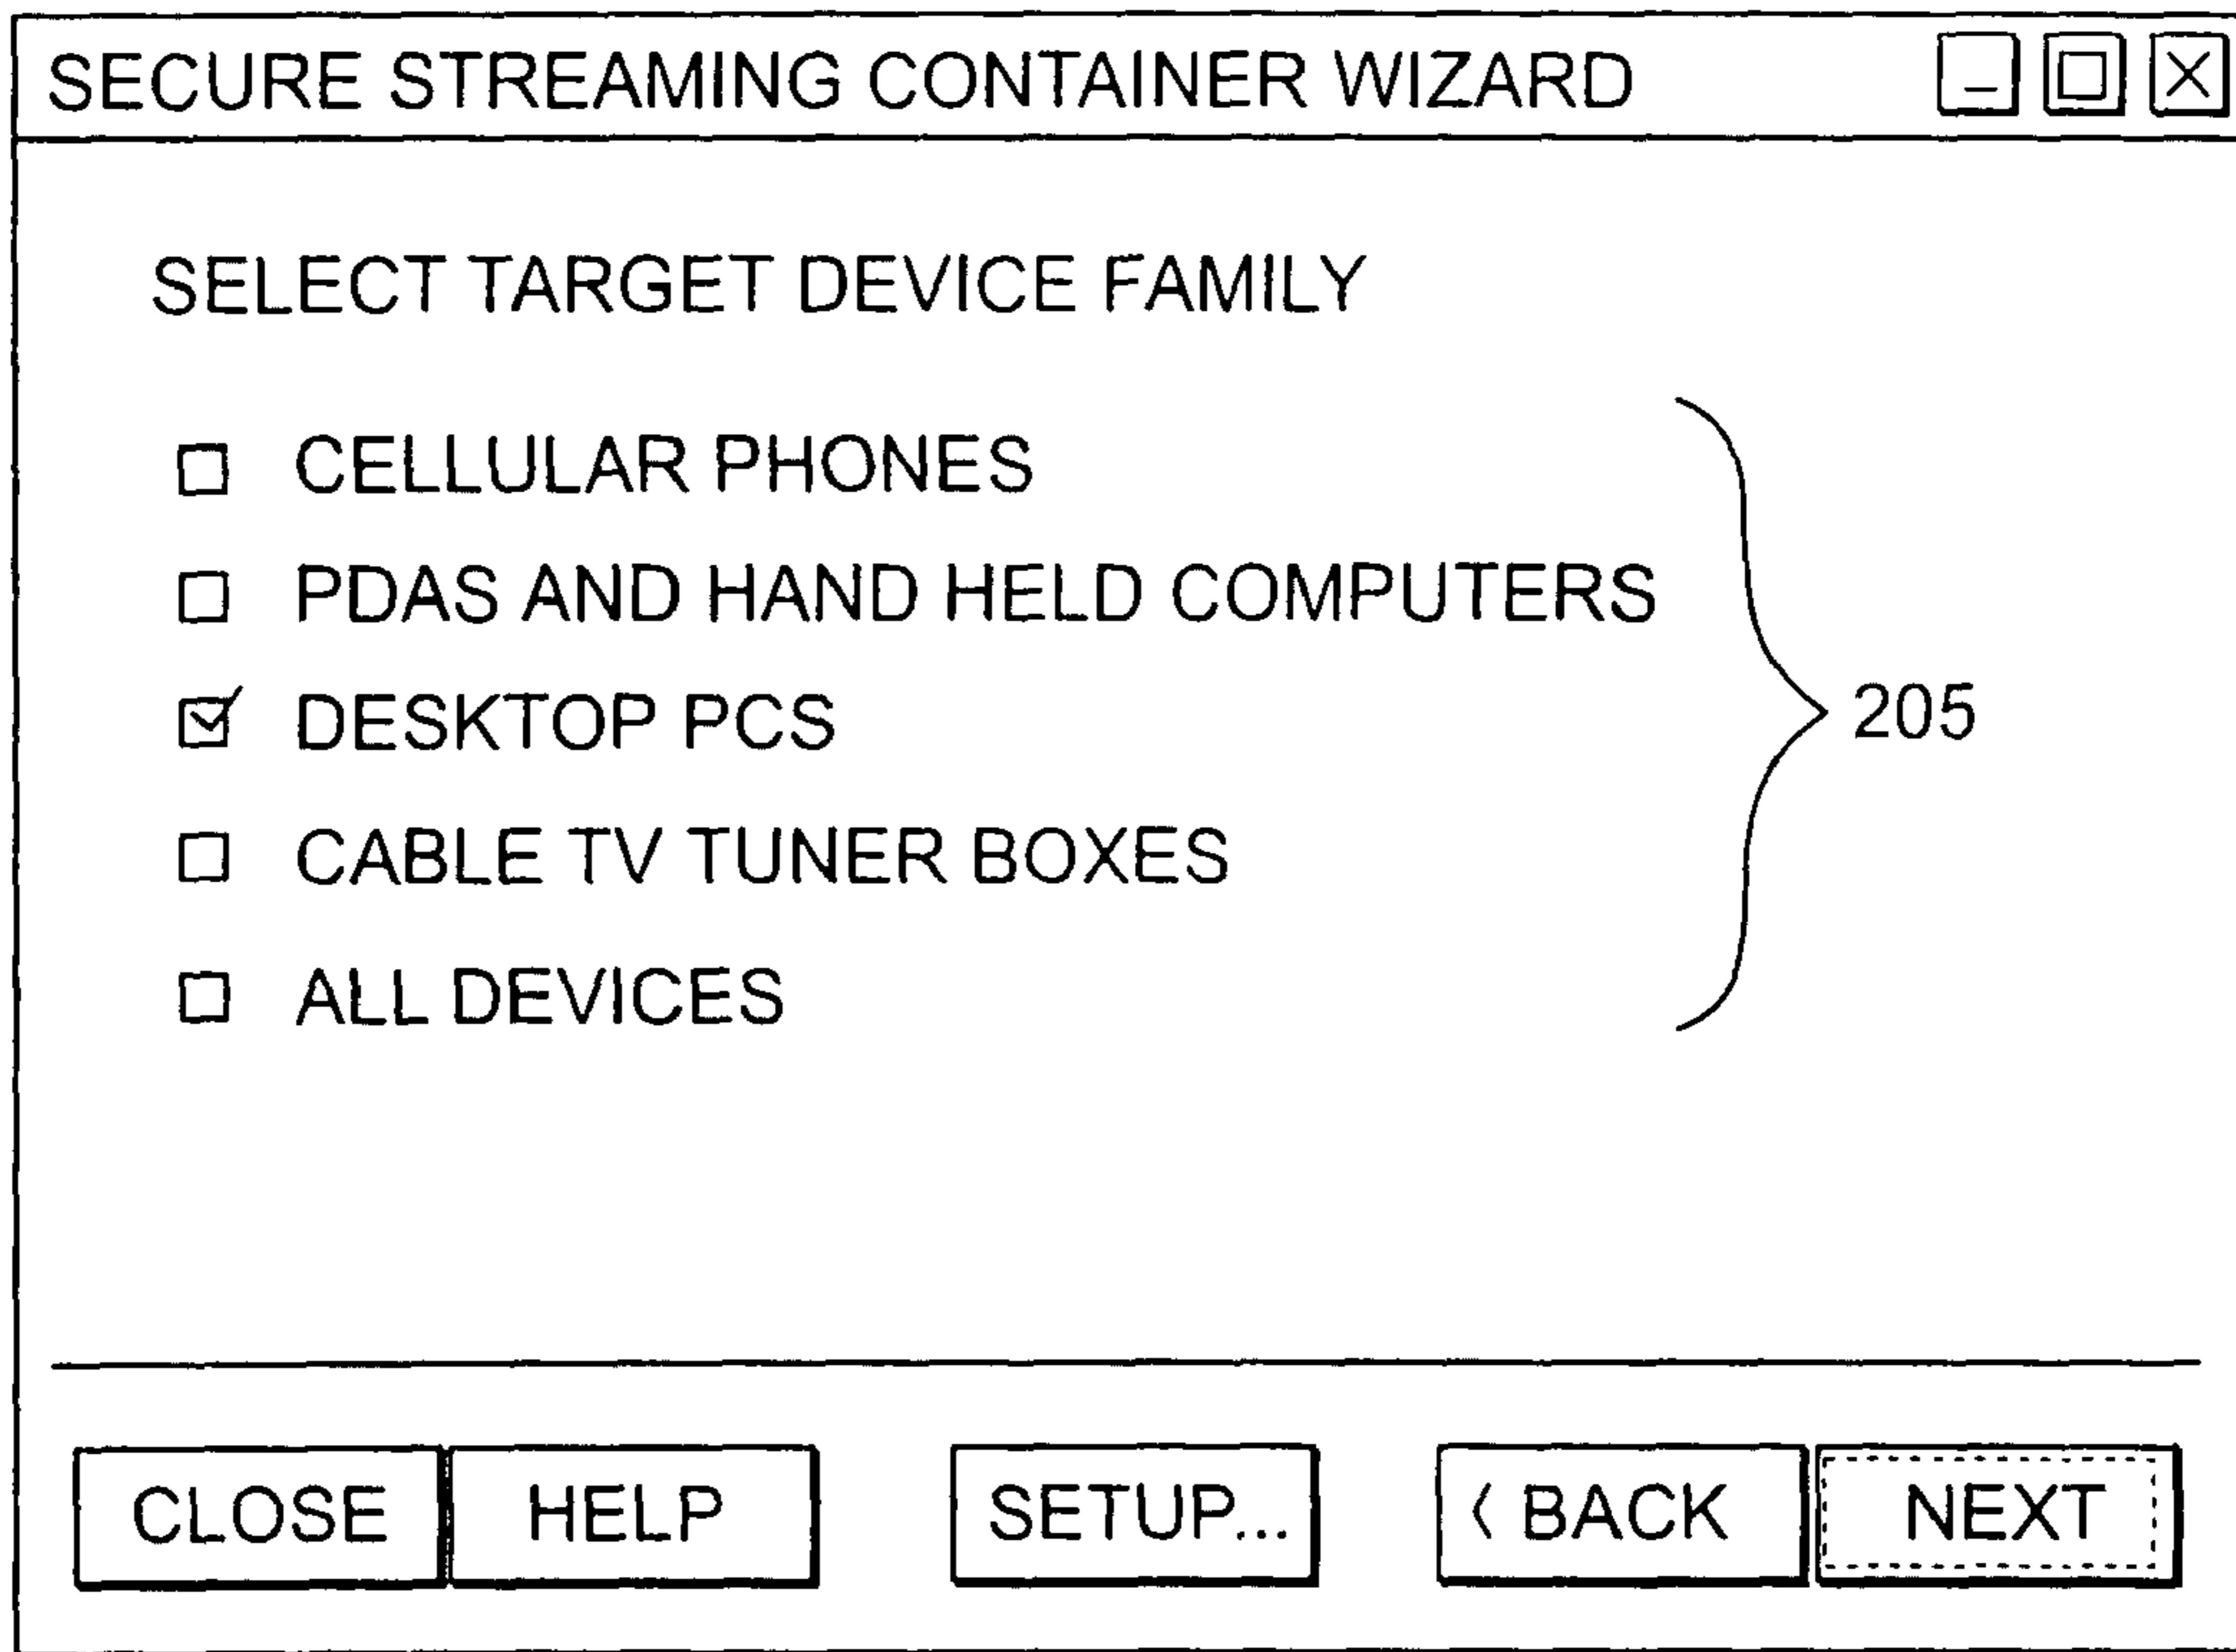 SECURE STREAMING CONTAINER WIZARD
SELECT TARGET DEVICE FAMILY
CELLULAR PHONES
PDAS AND HAND HELD COMPUTERS
DESKTOP PCS
205
CABLE TV TUNER BOXES
ALL DEVICES
CLOSE HELP SETUP... < BACK NEXT